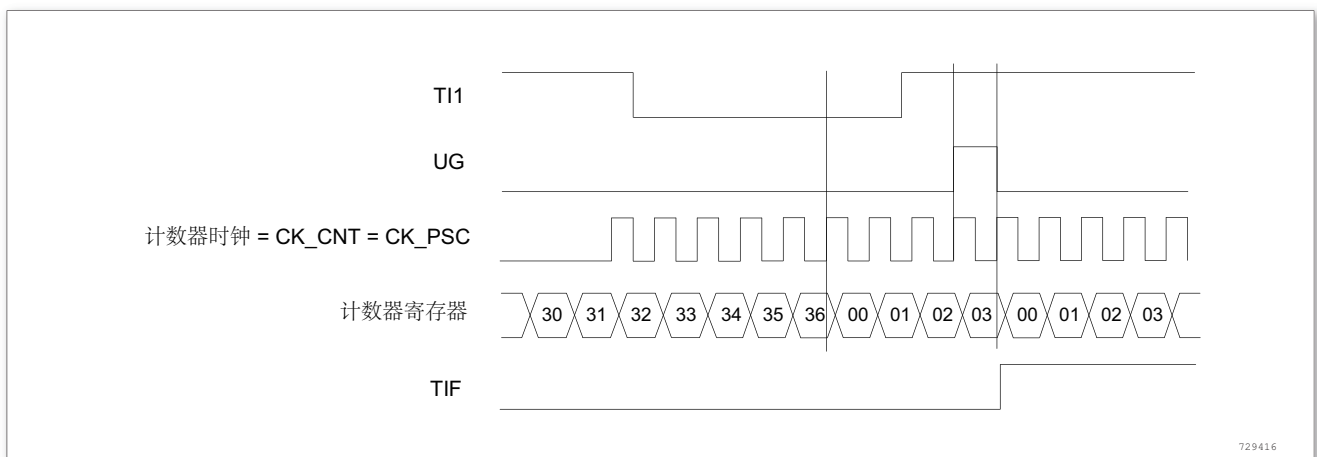 TI1
UG
计数器时钟 = CK_CNT = CK_PSC
计数器寄存器 30 31 32 33 34 35 36 00 01 02 03 00 01 02 03
TIF
729416